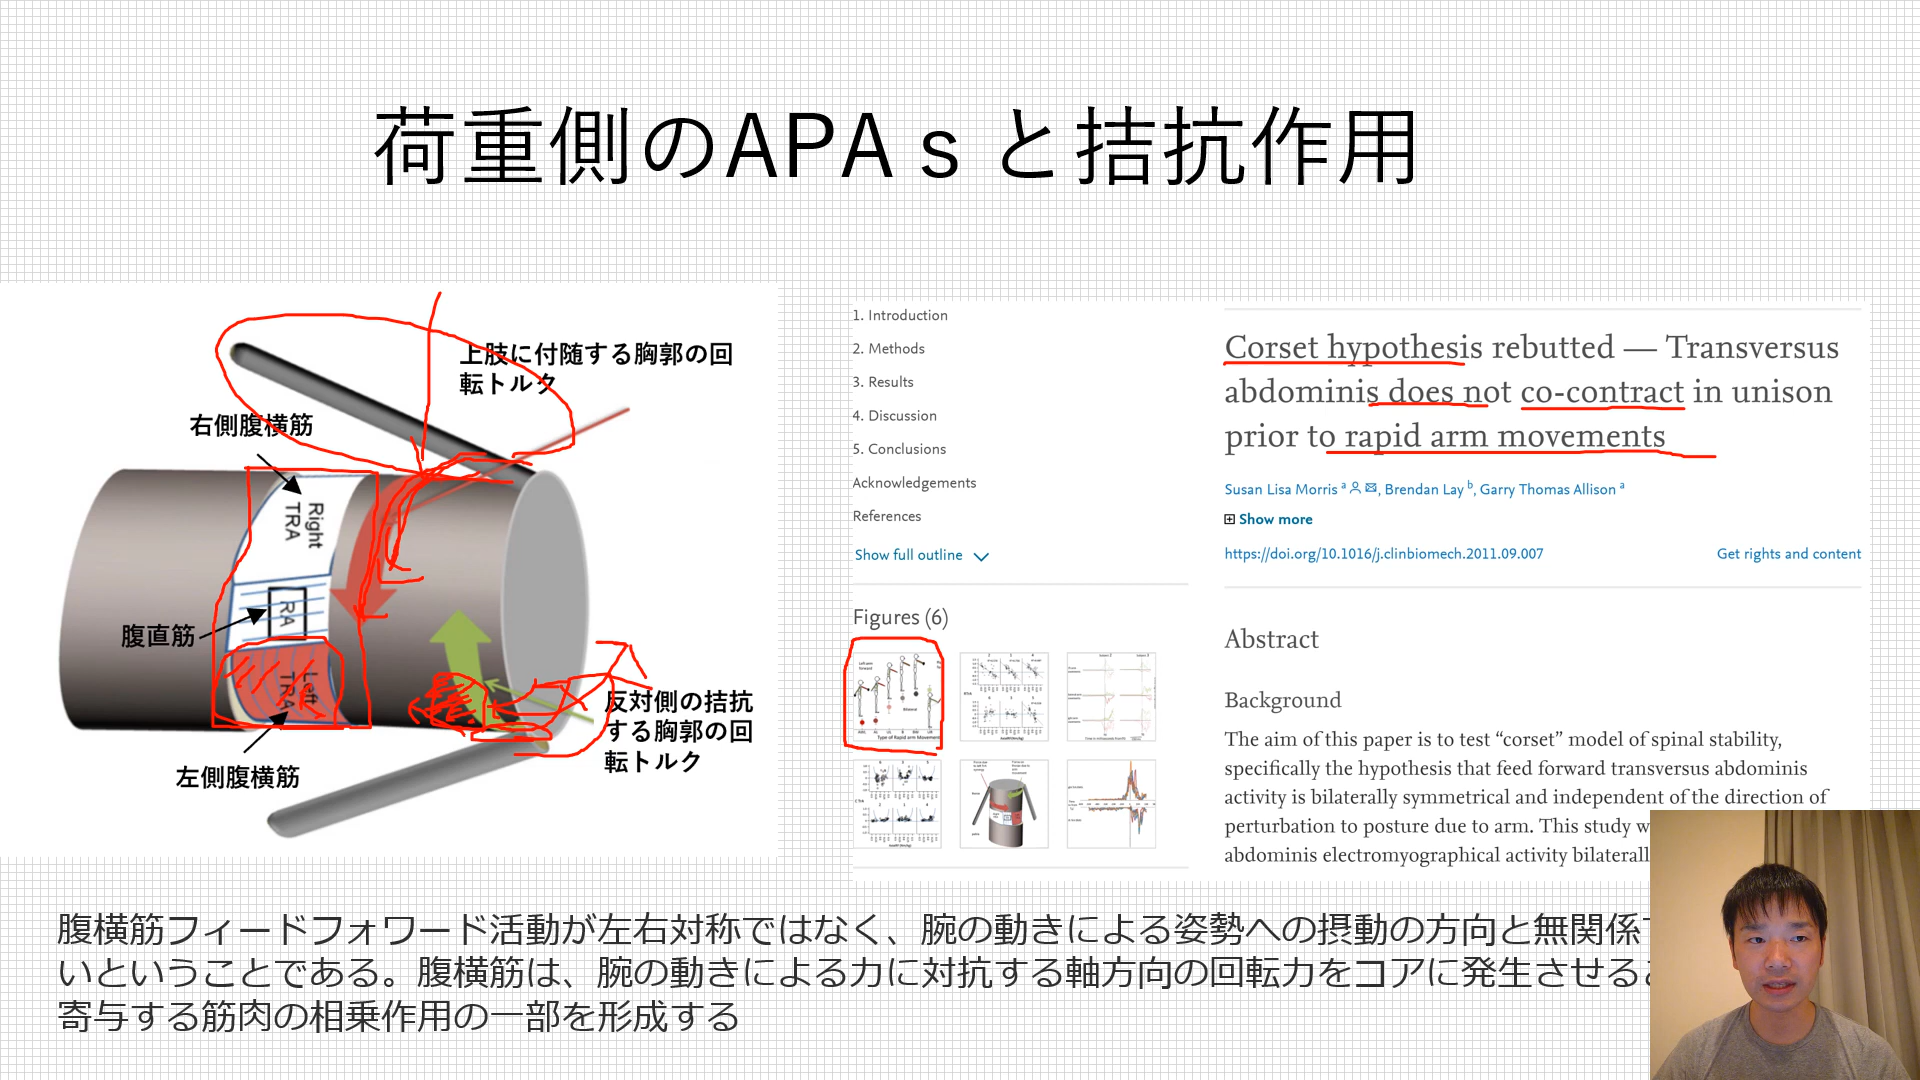 荷重側のAPAｓと拮抗作用
上肢に付随する胸郭の回
転トルク
右側腹横筋
Right
TRA
腹直筋
RA
Left
TRA
左側腹横筋
反対側の拮抗
する胸郭の回
転トルク
1. Introduction
2. Methods
3. Results
4. Discussion
5. Conclusions
Acknowledgements
References
Show full outline
Figures (6)
Corset hypothesis rebutted — Transversus
abdominis does not co-contract in unison
prior to rapid arm movements
Susan Lisa Morris a, Brendan Lay b, Garry Thomas Allison a
Show more
https://doi.org/10.1016/j.clinbiomech.2011.09.007
Get rights and content
Abstract
Background
The aim of this paper is to test “corset” model of spinal stability,
specifically the hypothesis that feed forward transversus abdominis
activity is bilaterally symmetrical and independent of the direction of
perturbation to posture due to arm. This study
abdominis electromyographical activity
腹横筋フィードフォワード活動が左右対称ではなく、腕の動きによる姿勢への摂動の方向と無関係
いということである。腹横筋は、腕の動きによる力に対抗する軸方向の回転力をコアに発生させる
寄与する筋肉の相乗作用の一部を形成する